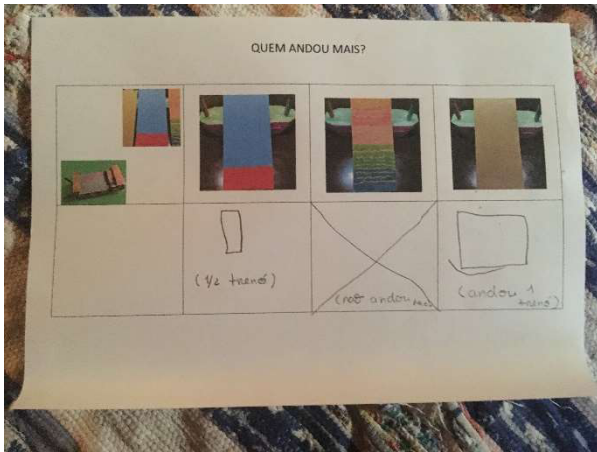 QUEM ANDOU MAIS?
(1/2 trenó)
(não andou
(andou 1
trenó)